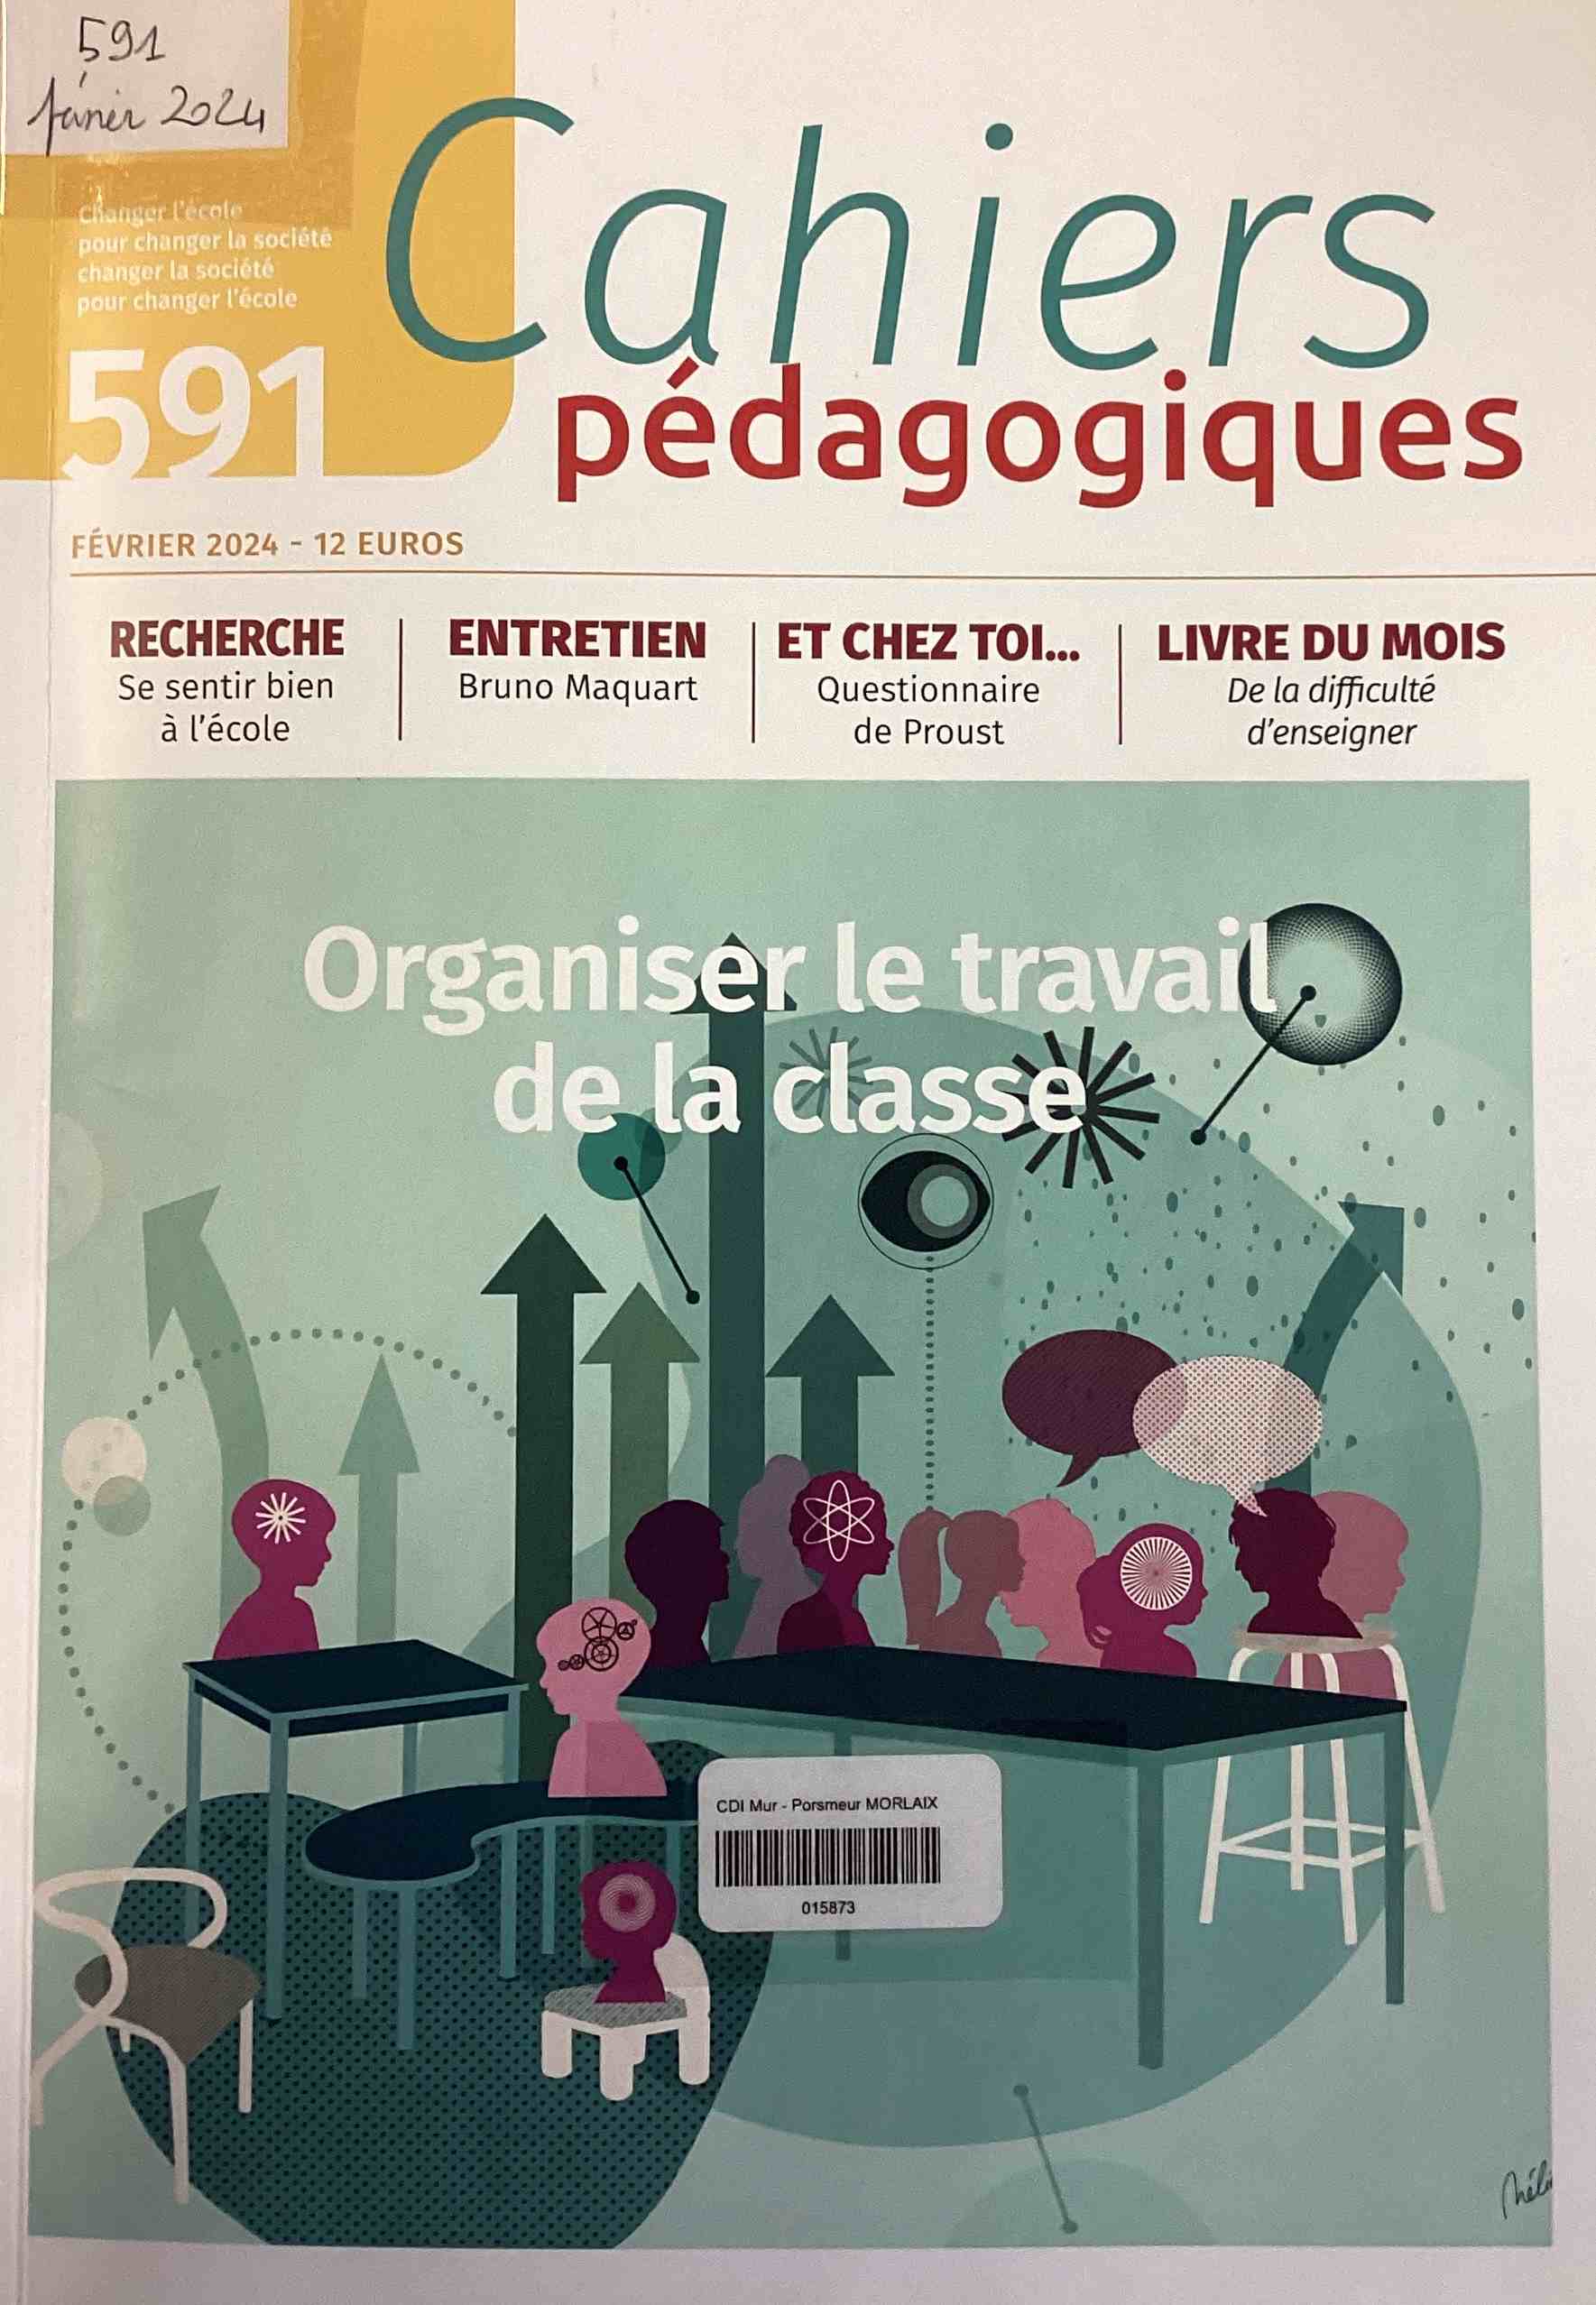 591
février 2024
changer l'école
pour changer la société
changer la société
pour changer l'école
591
Cahiers
pédagogiques
FÉVRIER 2024 - 12 EUROS
RECHERCHE
Se sentir bien
à l'école
ENTRETIEN
Bruno Maquart
ET CHEZ TOI...
Questionnaire
de Proust
LIVRE DU MOIS
De la difficulté
d'enseigner
Organiser le travail
de la classe
CDI Mur - Porsmeur MORLAIX
015873